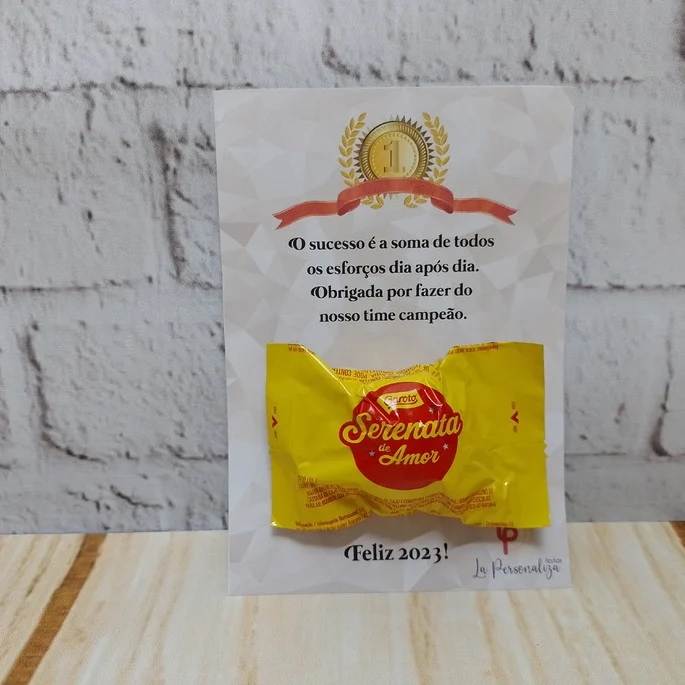 1.
O sucesso é a soma de todos
os esforços dia após dia.
Obrigada por fazer do
nosso time campeão.
Garoto
Serenata
de
Amor
Feliz 2023!
La Personaliza